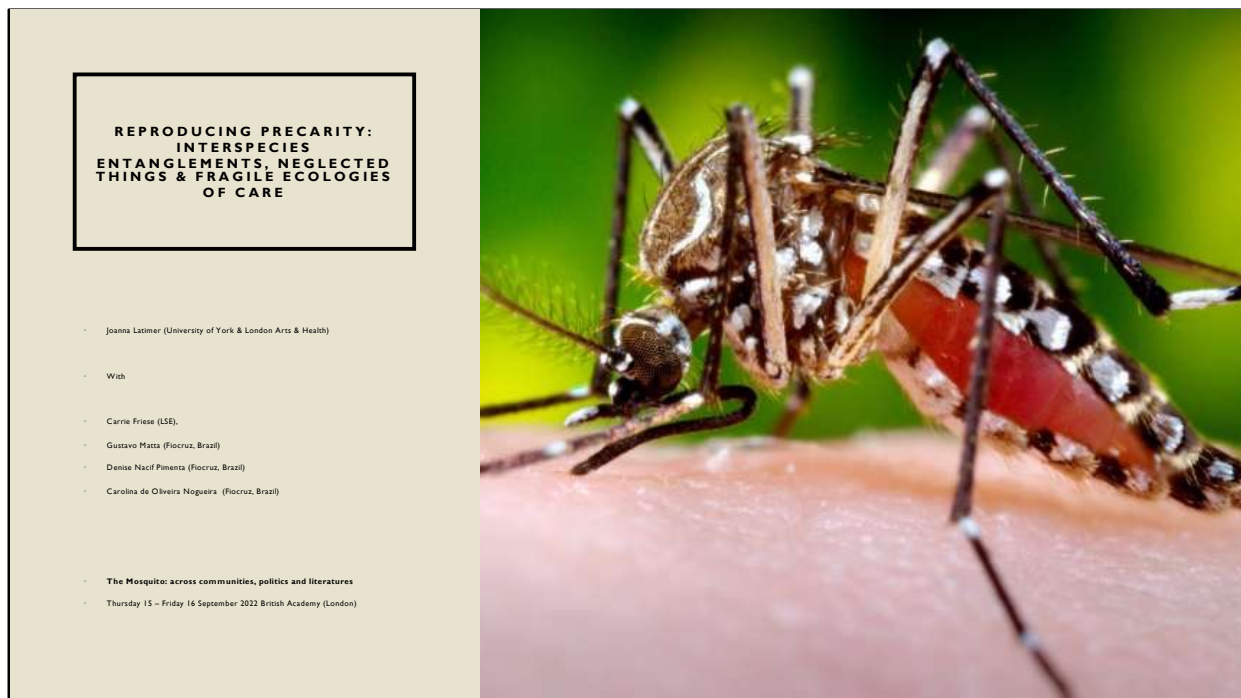 REPRODUCING PRECARITY:
INTERSPECIES
ENTANGLEMENTS, NEGLECTED
THINGS & FRAGILE ECOLOGIES
OF CARE
Joanna Latimer (University of York & London Arts & Health)
With
Carrie Friese (LSE),
Gustavo Matta (Fiocruz, Brazil)
Denise Nacif Pimenta (Fiocruz, Brazil)
Carolina de Oliveira Nogueira (Fiocruz, Brazil)
The Mosquito: across communities, politics and literatures
Thursday 15 – Friday 16 September 2022 British Academy (London)